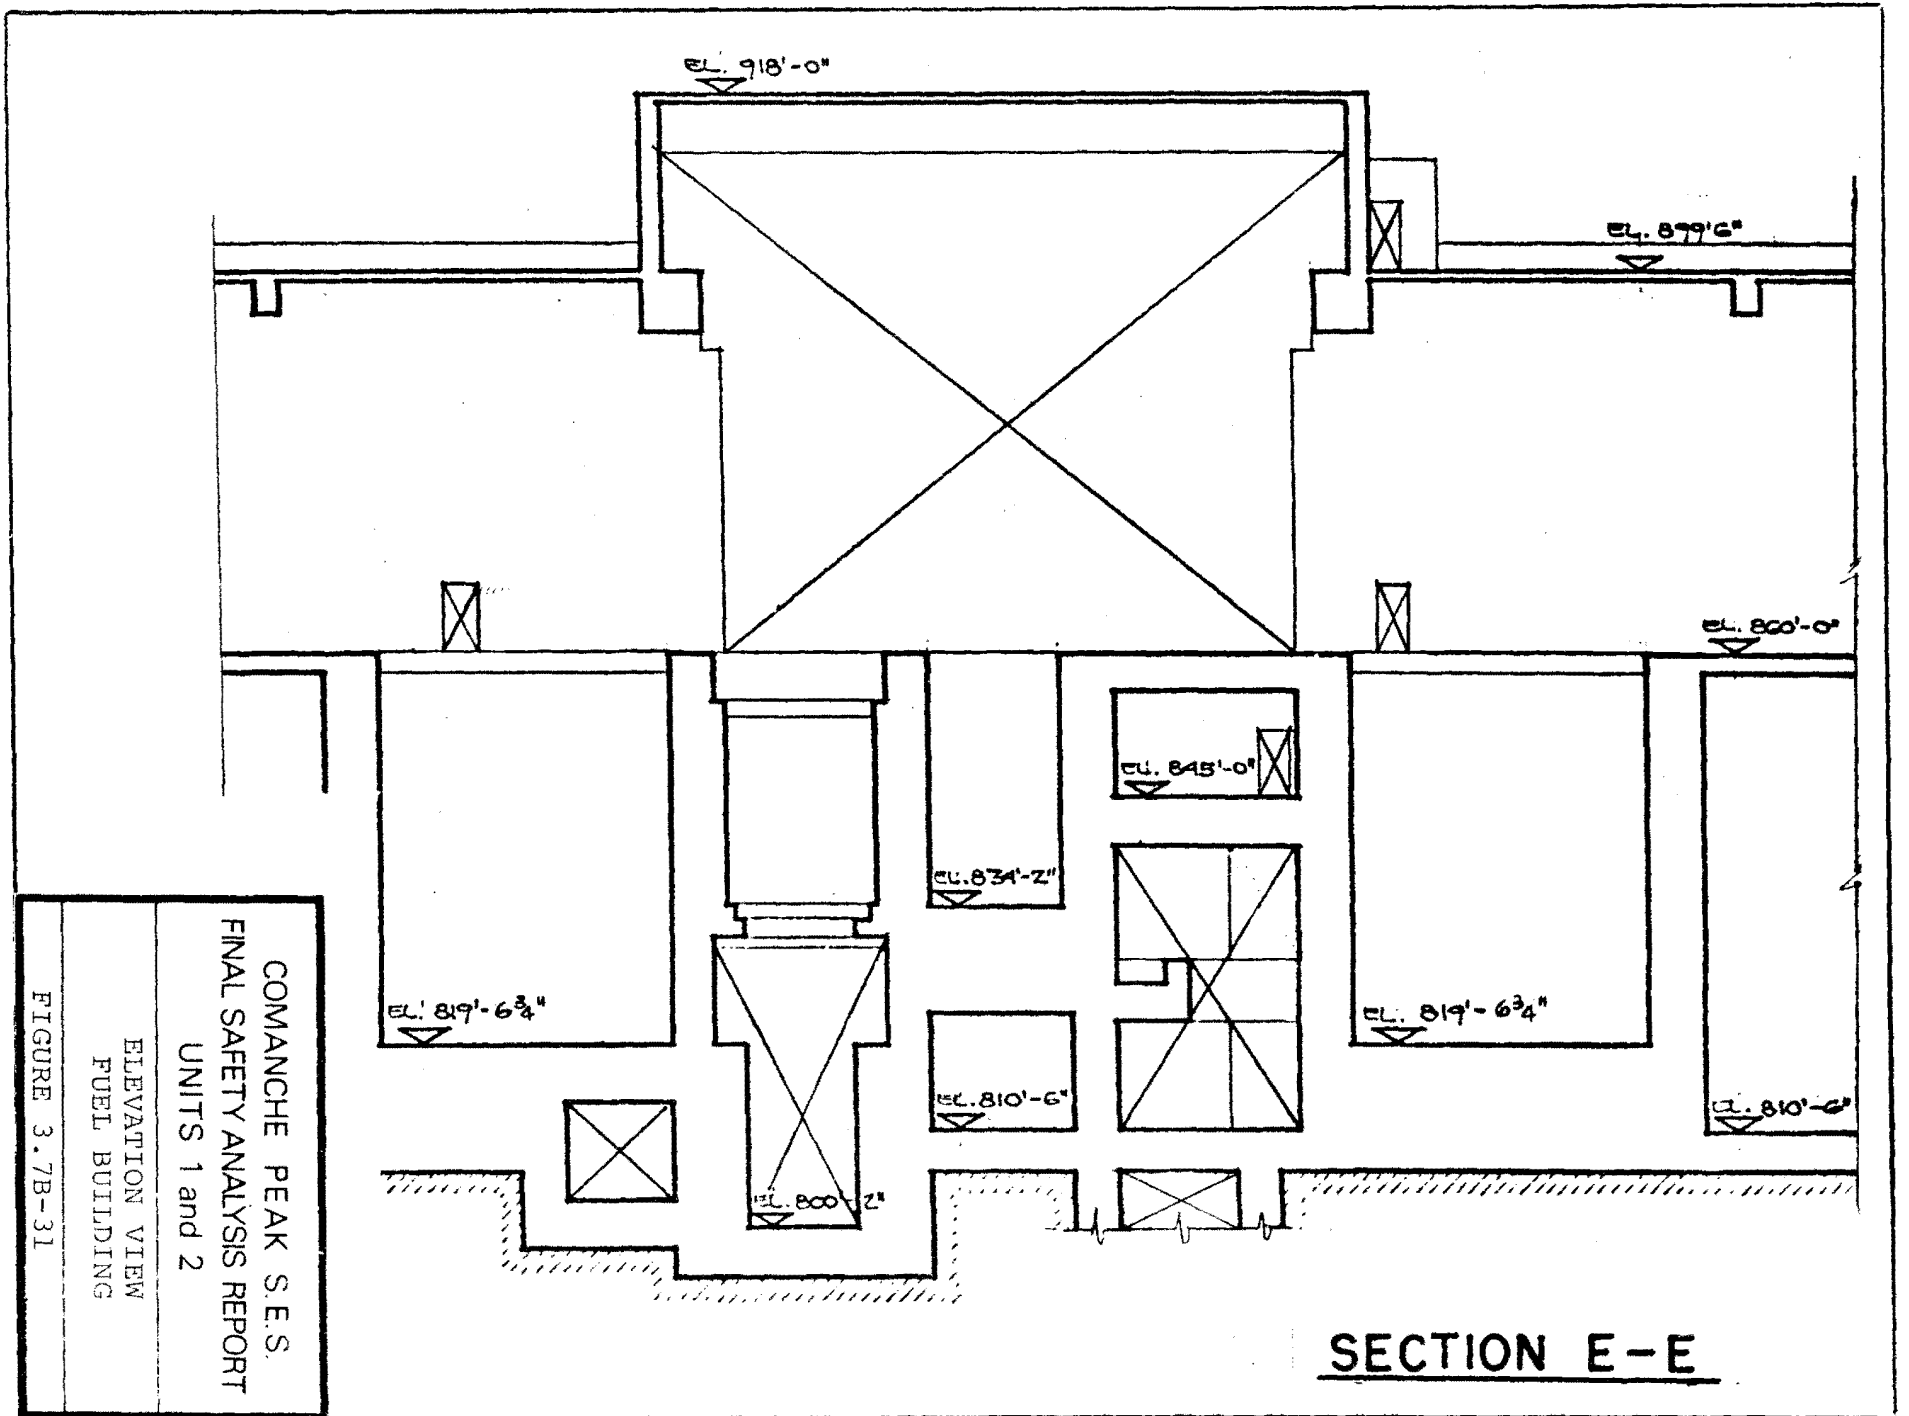 EL. 918'-0"
EL. 899'6"
EL. 860'-0"
EL. 845'-0"
EL. 834'-2"
EL. 819'-6¾"
EL. 819'-6¾"
EL. 810'-6"
EL. 810'-6"
EL. 800-2"
COMANCHE PEAK S.E.S.
FINAL SAFETY ANALYSIS REPORT
UNITS 1 and 2
ELEVATION VIEW
FUEL BUILDING
FIGURE 3.7B-31
SECTION E-E